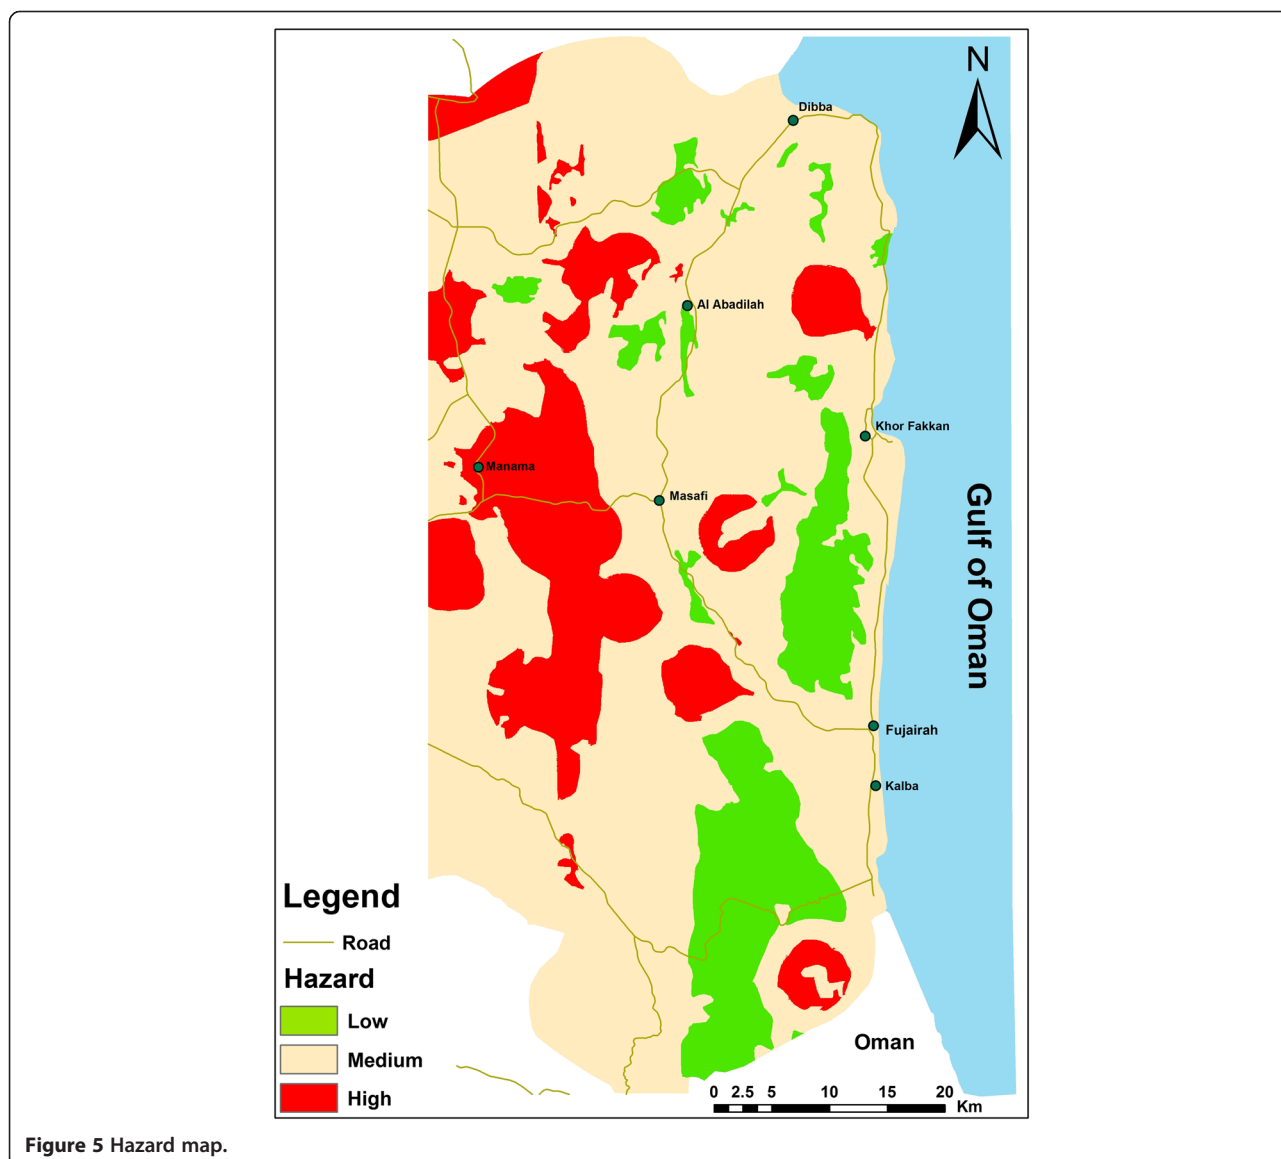 N
Dibba
Al Abadilah
Khor Fakkan
Manama
Masafi
Gulf of Oman
Fujairah
Kalba
Legend
Road
Hazard
Low
Medium
High
Oman
0 2.5 5 10 15 20
Km
Figure 5 Hazard map.